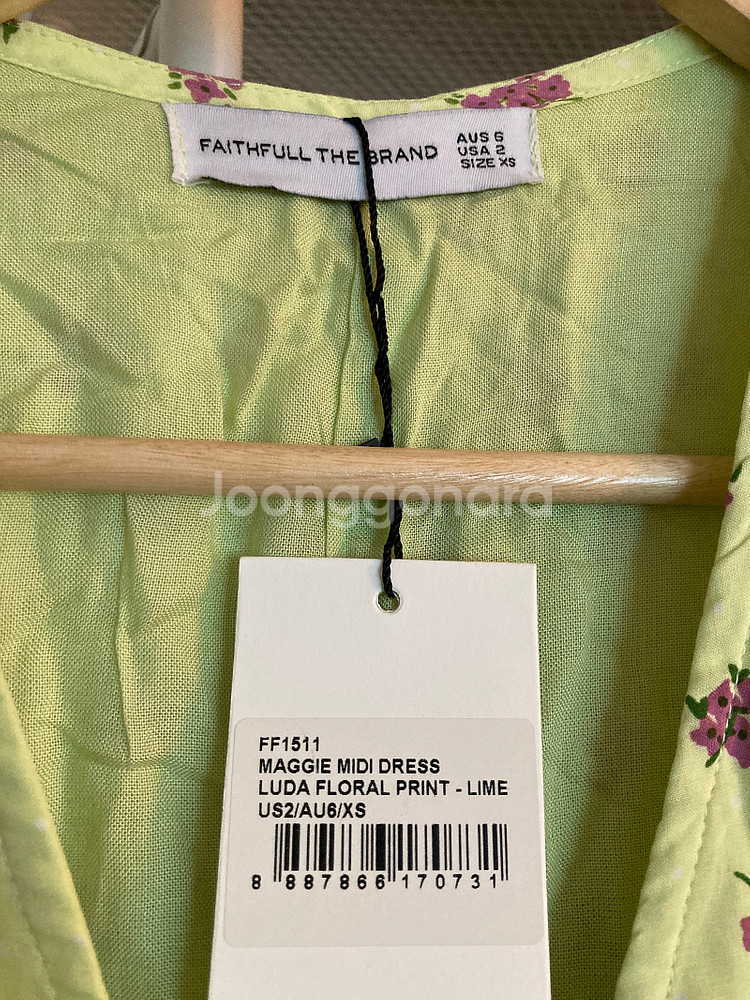 FAITHFULL THE BRAND
AUS 6
USA 2
SIZE XS
Joonggonara
FF1511
MAGGIE MIDI DRESS
LUDA FLORAL PRINT - LIME
US2/AU6/XS
8 887866 170731